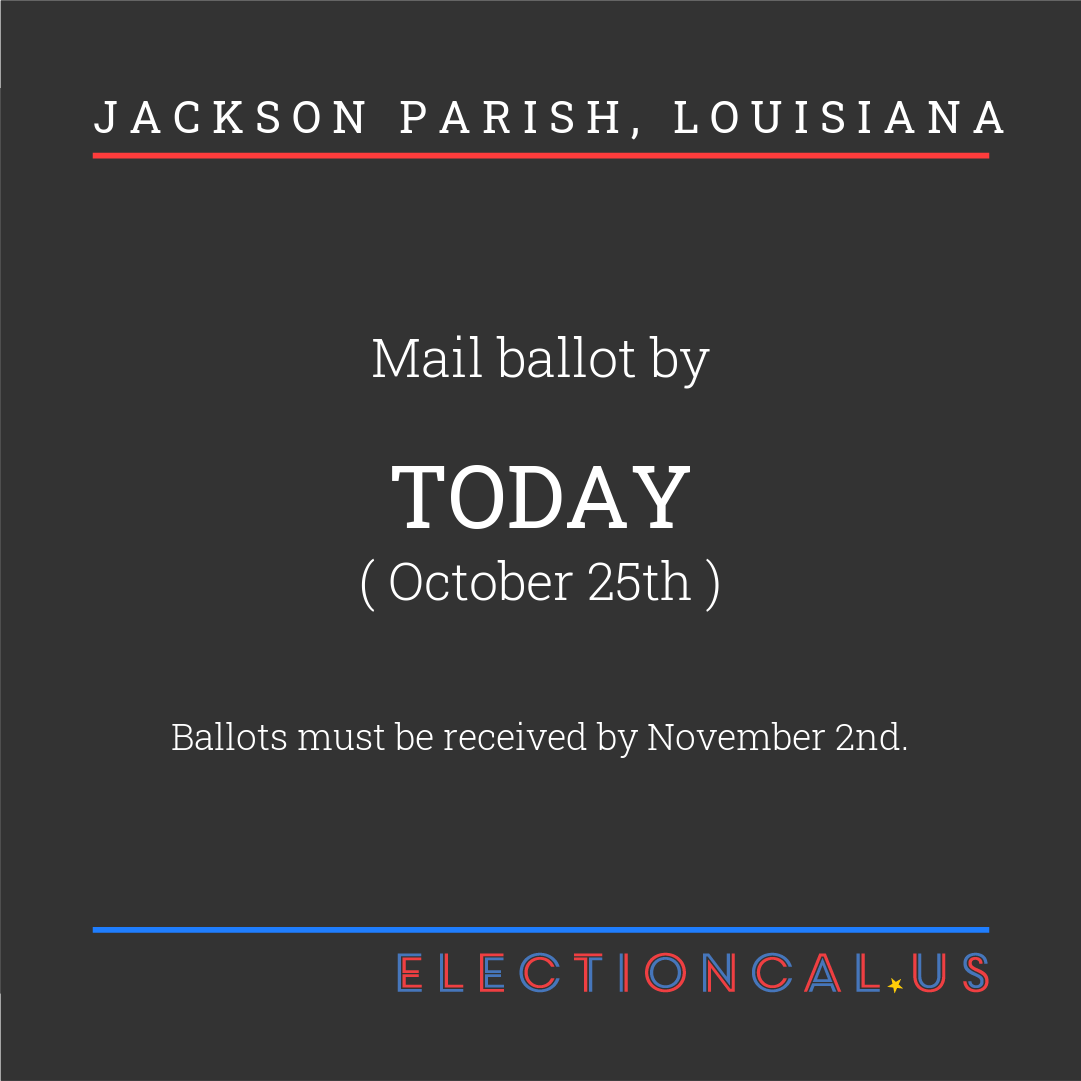 JACKSON PARISH, LOUISIANA
Mail ballot by
TODAY
( October 25th )
Ballots must be received by November 2nd.
ELECTIONCAL.US